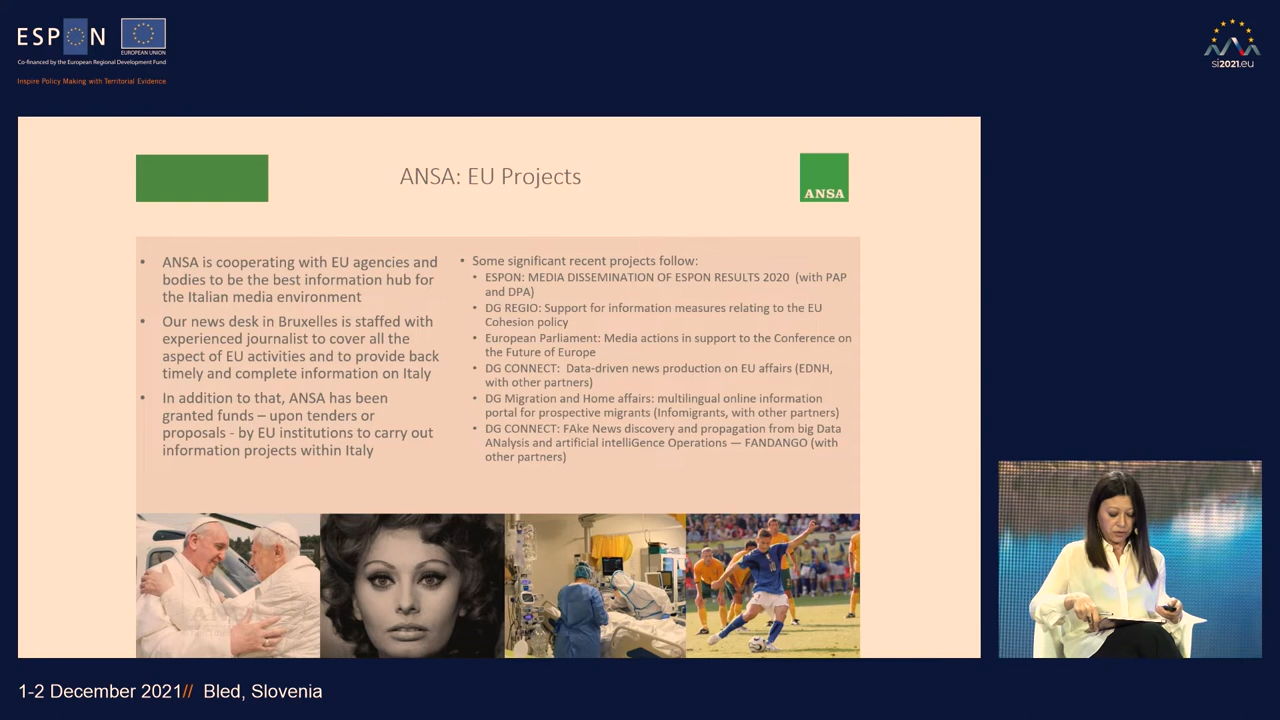 ESPON
EUROPEAN UNION
Co-financed by the European Regional Development Fund
Inspire Policy Making with Territorial Evidence
si2021.eu
ANSA: EU Projects
ANSA
• ANSA is cooperating with EU agencies and
bodies to be the best information hub for
the Italian media environment
• Our news desk in Bruxelles is staffed with
experienced journalist to cover all the
aspect of EU activities and to provide back
timely and complete information on Italy
• In addition to that, ANSA has been
granted funds – upon tenders or
proposals - by EU institutions to carry out
information projects within Italy
• Some significant recent projects follow:
• ESPON: MEDIA DISSEMINATION OF ESPON RESULTS 2020 (with PAP
and DPA)
• DG REGIO: Support for information measures relating to the EU
Cohesion policy
• European Parliament: Media actions in support to the Conference on
the Future of Europe
• DG CONNECT: Data-driven news production on EU affairs (EDNH,
with other partners)
• DG Migration and Home affairs: multilingual online information
portal for prospective migrants (Infomigrants, with other partners)
• DG CONNECT: FAke News discovery and propagation from big Data
ANalysis and artificial intelliGence Operations — FANDANGO (with
other partners)
1-2 December 2021// Bled, Slovenia